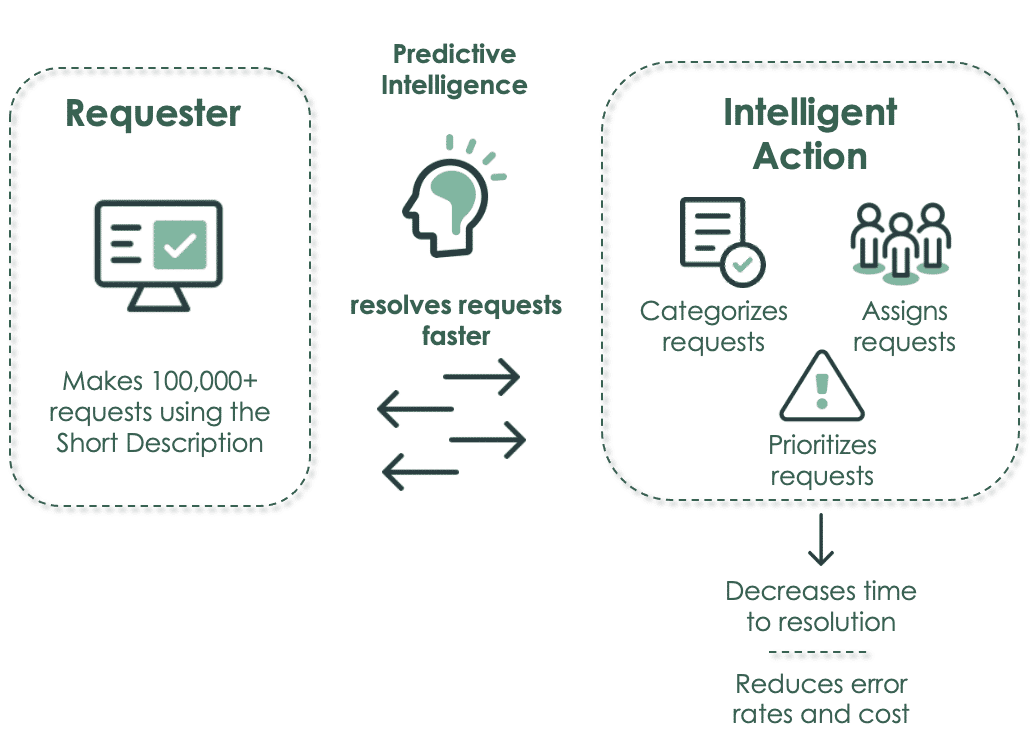 Requester
Makes 100,000+
requests using the
Short Description
Predictive
Intelligence
resolves requests
faster
Intelligent
Action
Categorizes
requests
Assigns
requests
Prioritizes
requests
Decreases time
to resolution
Reduces error
rates and cost